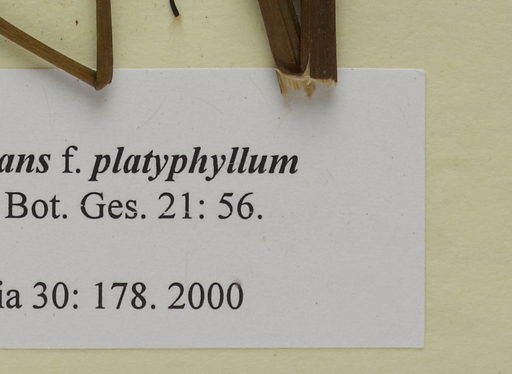 ans f. platyphyllum
Bot. Ges. 21: 56.
ia 30: 178. 2000